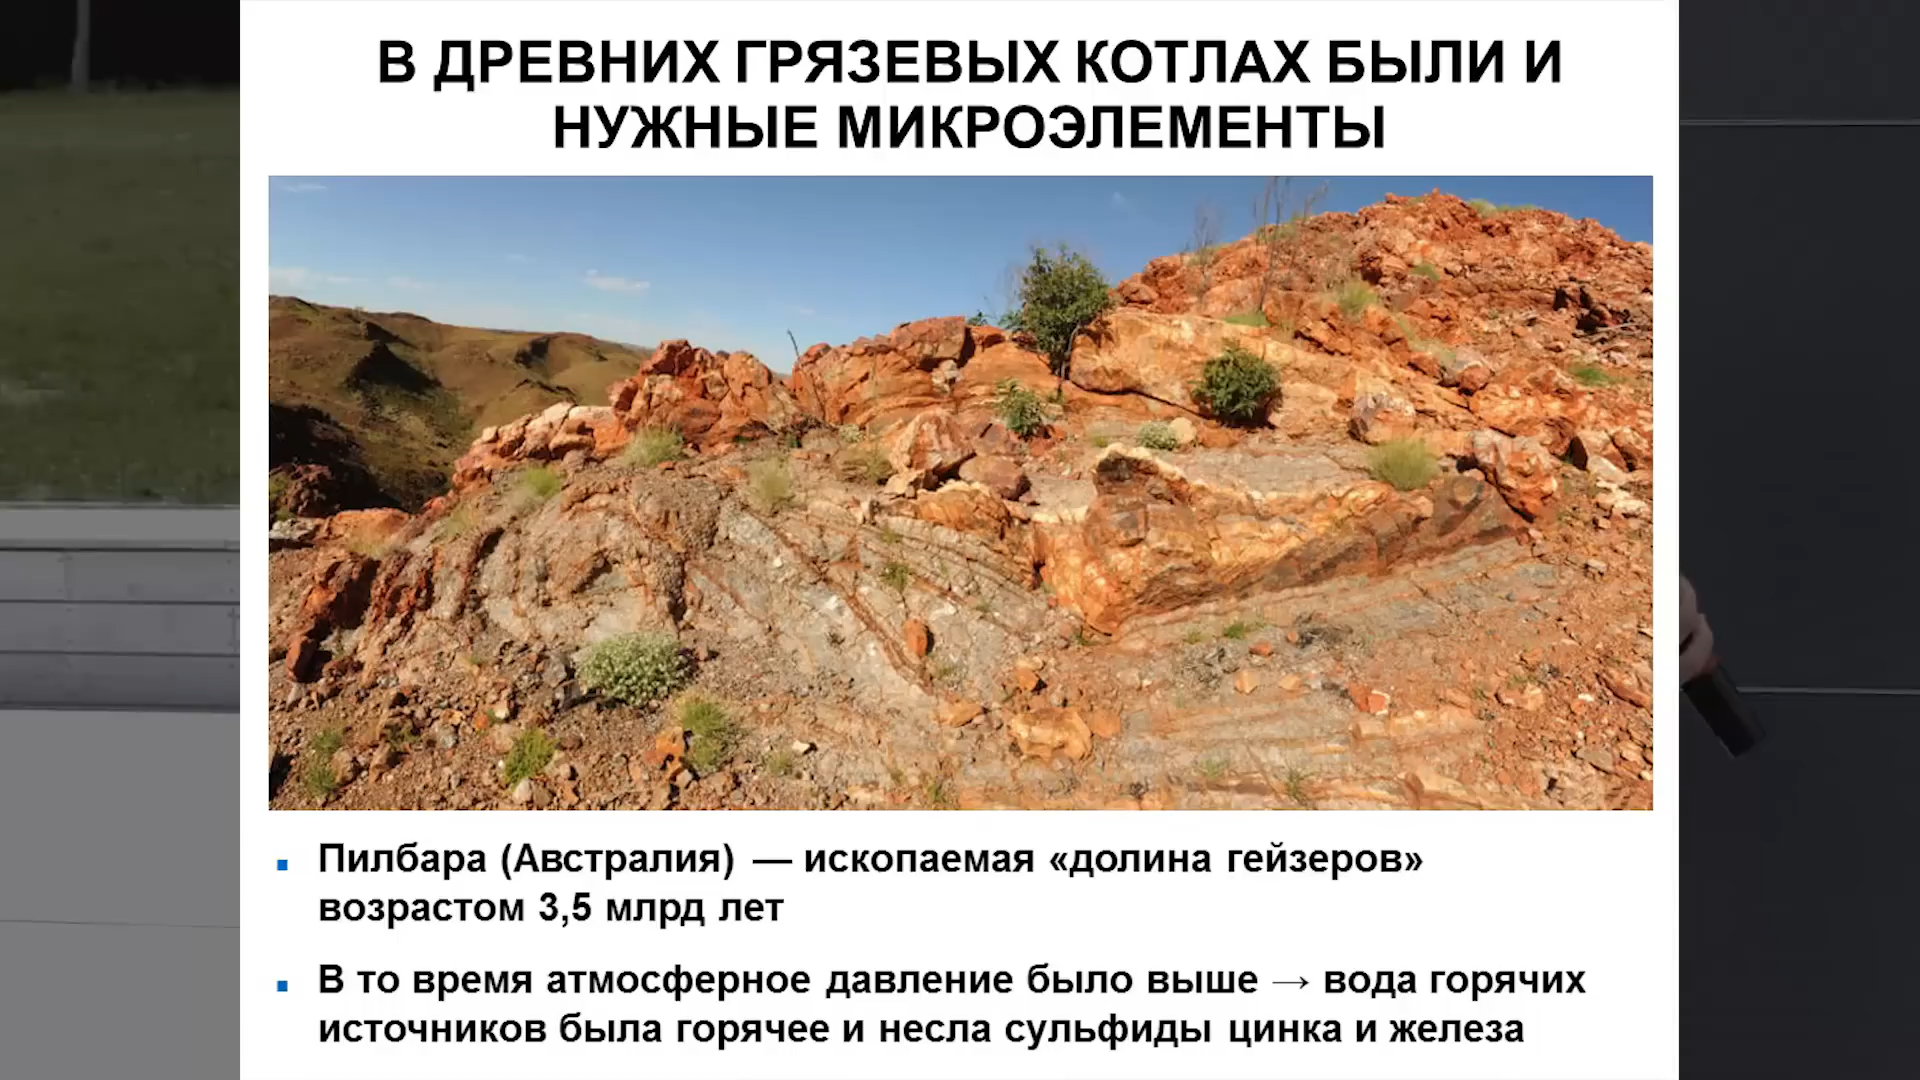 В ДРЕВНИХ ГРЯЗЕВЫХ КОТЛАХ БЫЛИ И
НУЖНЫЕ МИКРОЭЛЕМЕНТЫ
Пилбара (Австралия) — ископаемая «долина гейзеров»
возрастом 3,5 млрд лет
В то время атмосферное давление было выше → вода горячих
источников была горячее и несла сульфиды цинка и железа